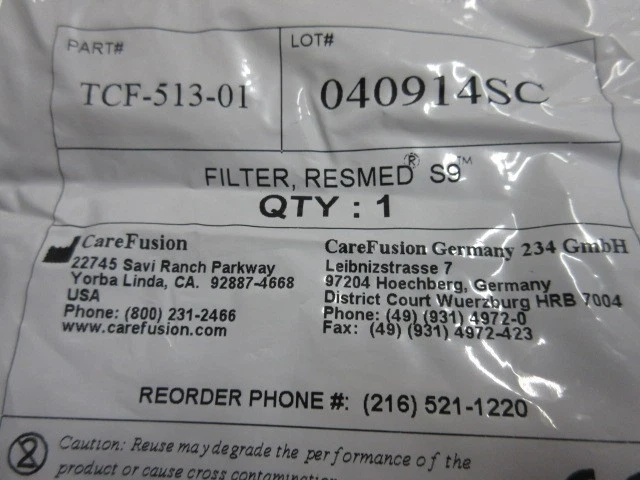 PART#
TCF-513-01
LOT#
040914SC
FILTER, RESMED® S9™
QTY : 1
CareFusion
22745 Savi Ranch Parkway
Yorba Linda, CA. 92887-4668
USA
Phone: (800) 231-2466
www.carefusion.com
CareFusion Germany 234 GmbH
Leibnizstrasse 7
97204 Hoechberg, Germany
District Court Wuerzburg HRB 7004
Phone: (49) (931) 4972-0
Fax: (49) (931) 4972-423
REORDER PHONE #: (216) 521-1220
2 Caution: Reuse may degrade the performance of the
product or cause cross contamination